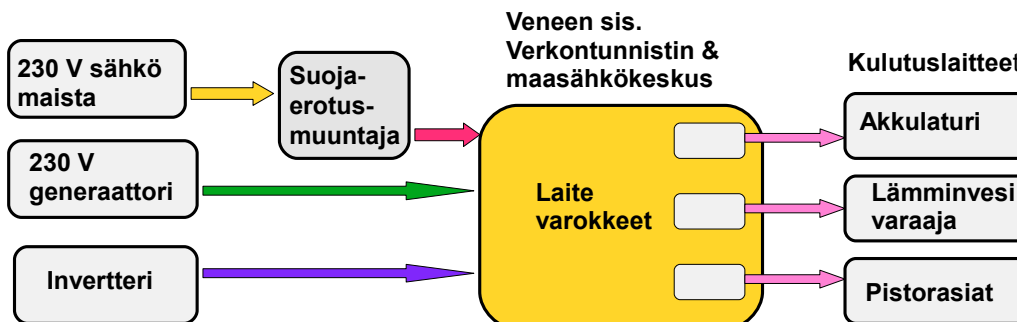 230 V sähkö
maista
Suoja-
erotus-
muuntaja
Veneen sis.
Verkontunnistin &
maasähkökeskus
Kulutuslaitteet
230 V
generaattori
Invertteri
Laite
varokkeet
Akkulaturi
Lämminvesi
varaaja
Pistorasiat